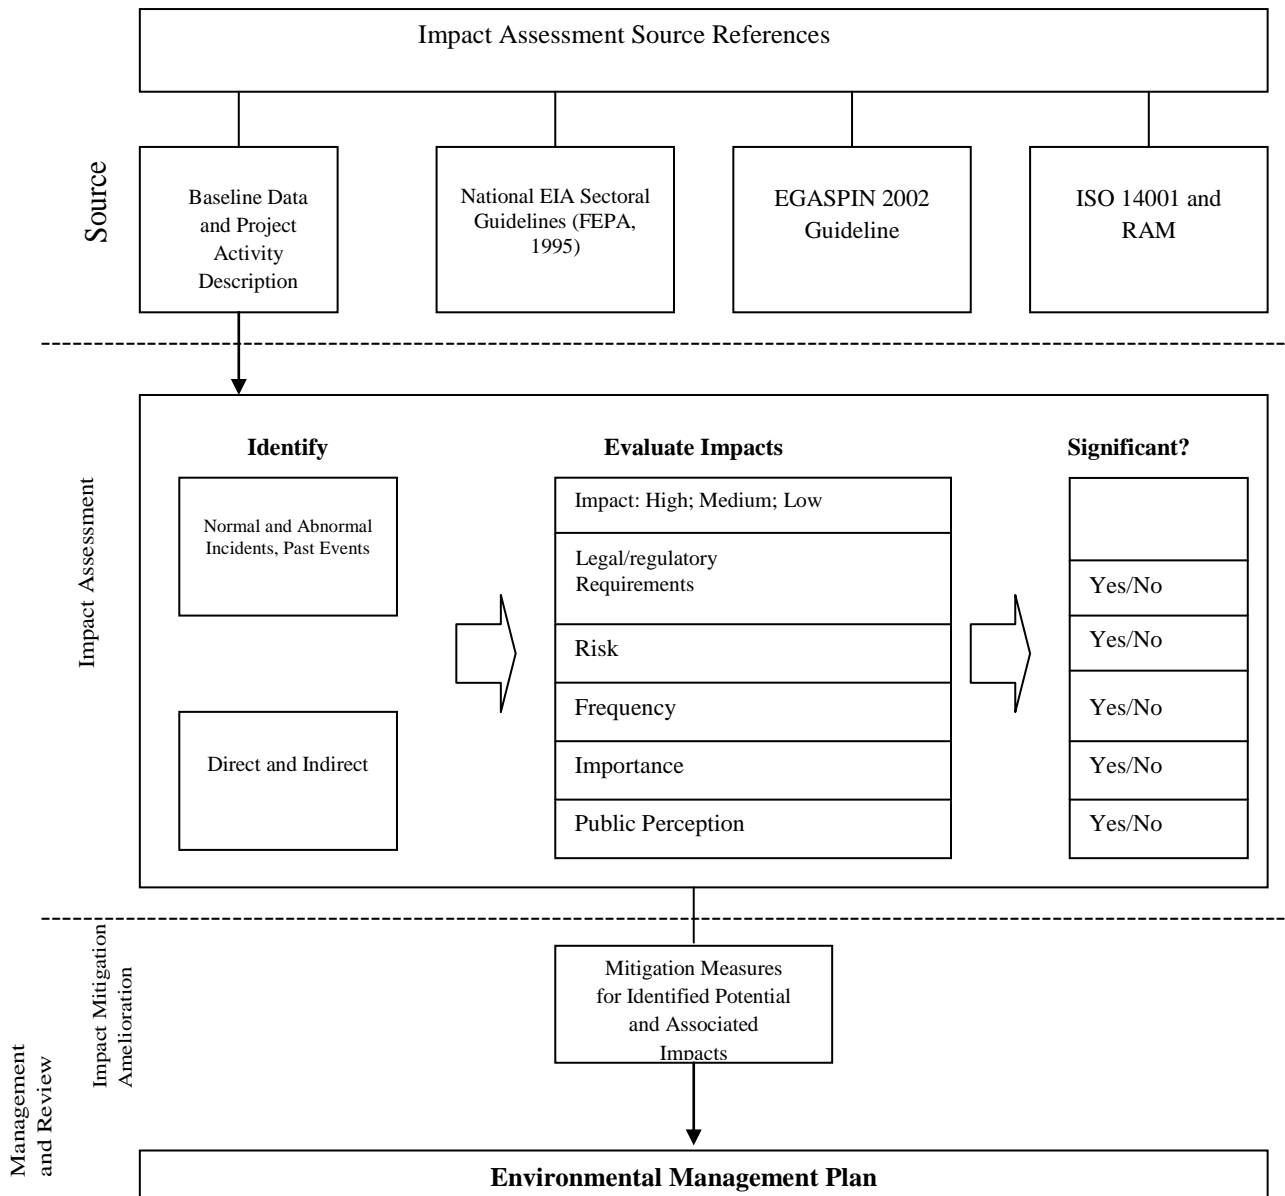 Impact Assessment Source References
Source
Baseline Data
and Project
Activity
Description
National EIA Sectoral
Guidelines (FEPA,
1995)
EGASPIN 2002
Guideline
ISO 14001 and
RAM
Impact Assessment
Identify
Normal and Abnormal
Incidents, Past Events
Direct and Indirect
Evaluate Impacts
Impact: High; Medium; Low
Legal/regulatory
Requirements
Risk
Frequency
Importance
Public Perception
Significant?
Yes/No
Yes/No
Yes/No
Yes/No
Yes/No
Impact Mitigation
Amelioration
Mitigation Measures
for Identified Potential
and Associated
Impacts
Management
and Review
Environmental Management Plan